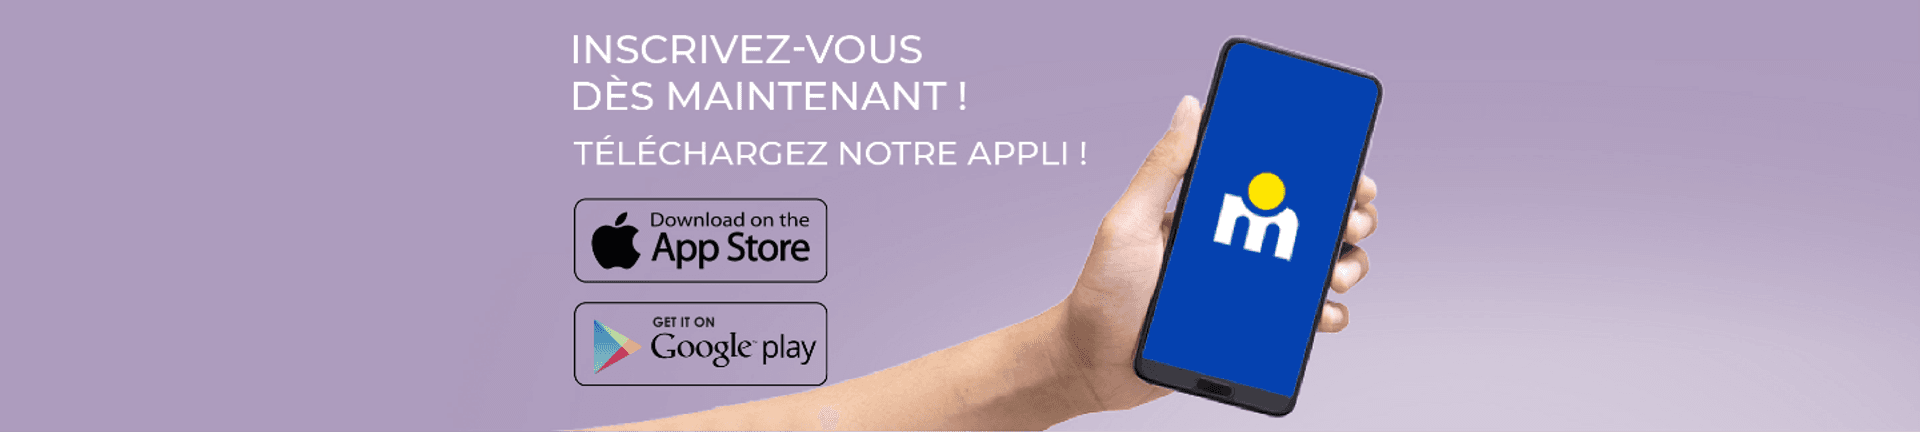 INSCRIVEZ-VOUS
DÈS MAINTENANT !
TÉLÉCHARGEZ NOTRE APPLI !
Download on the
App Store
GET IT ON
Google play
m